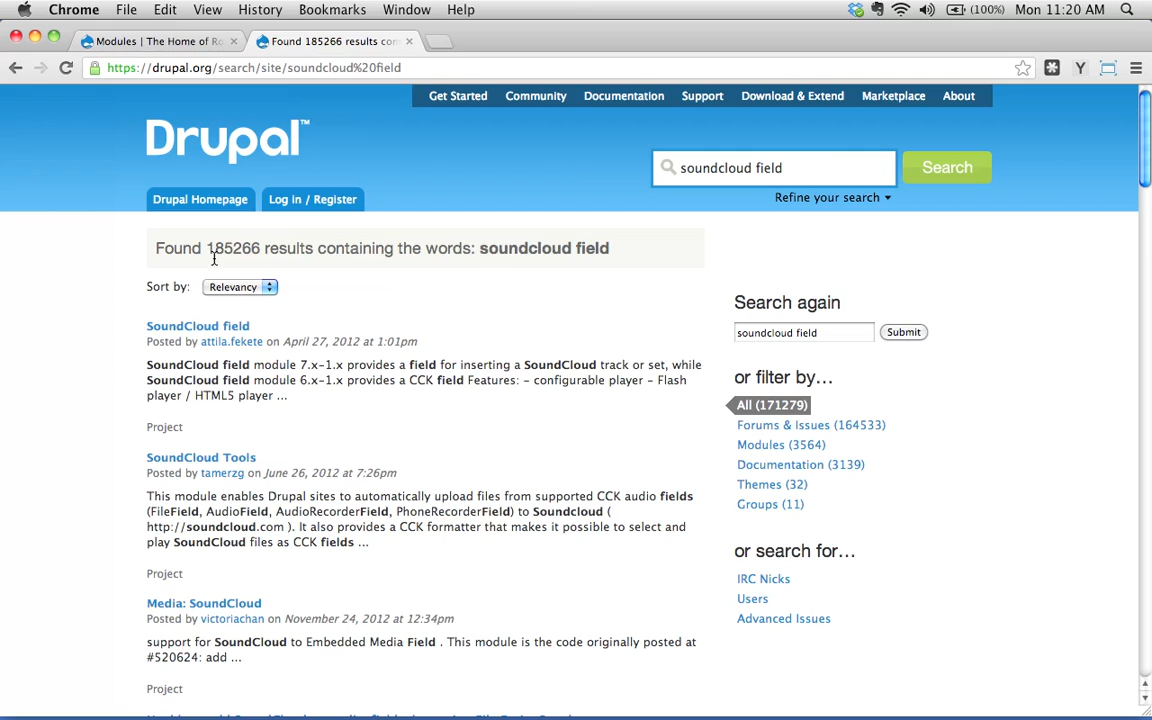 Chrome File Edit View History Bookmarks Window Help (100%) Mon 11:20 AM
Modules | The Home of Ro
Found 185266 results con
https://drupal.org/search/site/soundcloud%20field
Get Started Community Documentation Support Download & Extend Marketplace About
Drupal™
soundcloud field Search
Refine your search
Drupal Homepage Log in / Register
Found 185266 results containing the words: soundcloud field
Sort by: Relevancy
SoundCloud field
Posted by attila.fekete on April 27, 2012 at 1:01pm
SoundCloud field module 7.x-1.x provides a field for inserting a SoundCloud track or set, while
SoundCloud field module 6.x-1.x provides a CCK field Features: - configurable player - Flash
player / HTML5 player ...
Project
SoundCloud Tools
Posted by tamerzg on June 26, 2012 at 7:26pm
This module enables Drupal sites to automatically upload files from supported CCK audio fields
(FileField, AudioField, AudioRecorderField, PhoneRecorderField) to Soundcloud (
http://soundcloud.com ). It also provides a CCK formatter that makes it possible to select and
play SoundCloud files as CCK fields ...
Project
Media: SoundCloud
Posted by victoriachan on November 24, 2012 at 12:34pm
support for SoundCloud to Embedded Media Field . This module is the code originally posted at
#520624: add ...
Project
Search again
soundcloud field Submit
or filter by...
All (171279)
Forums & Issues (164533)
Modules (3564)
Documentation (3139)
Themes (32)
Groups (11)
or search for...
IRC Nicks
Users
Advanced Issues